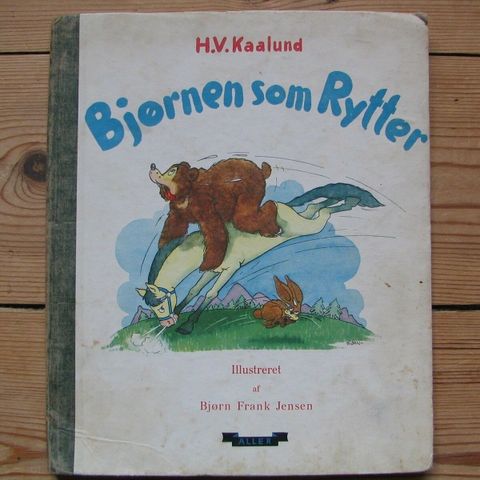 H.V. Kaalund
Bjørnen som Rytter
Illustreret
af
Bjørn Frank Jensen
ALLER